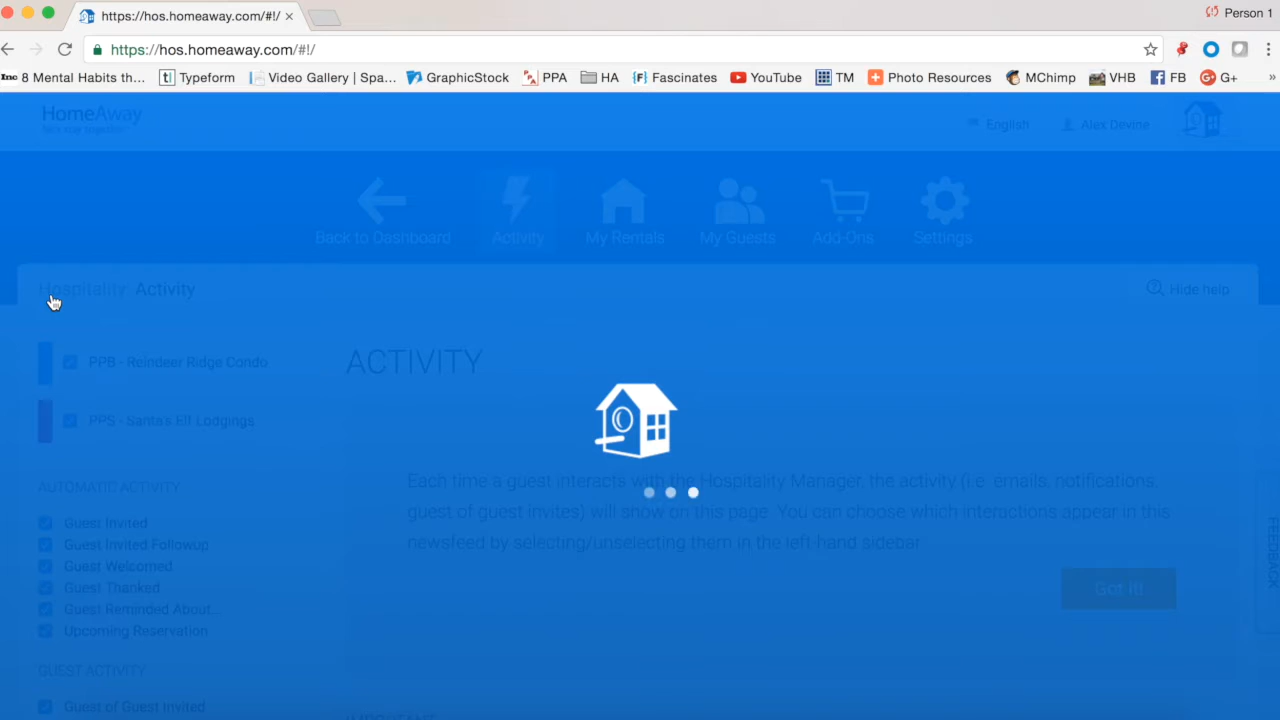 https://hos.homeaway.com/#!/ ×
Person 1
https://hos.homeaway.com/#!/
Inc 8 Mental Habits th... Typeform Video Gallery | Spa... GraphicStock PPA HA {F} Fascinates YouTube TM Photo Resources MChimp VHB FB G+ »
HomeAway
English Alex Devine
Back to Dashboard Activity My Rentals My Guests Add-Ons Settings
Hospitality Activity
Hide help
PPB - Reindeer Ridge Condo
PPS - Santa's Elf Lodgings
AUTOMATIC ACTIVITY
Guest Invited
Guest Invited Followup
Guest Welcomed
Guest Thanked
Guest Reminded About...
Upcoming Reservation
GUEST ACTIVITY
Guest of Guest Invited
ACTIVITY
Each time a guest interacts with the Hospitality Manager, the activity (i.e. emails, notifications,
guest of guest invites) will show on this page. You can choose which interactions appear in this
newsfeed by selecting/unselecting them in the left-hand sidebar.
Got it!
IMPORTANT
FEEDBACK